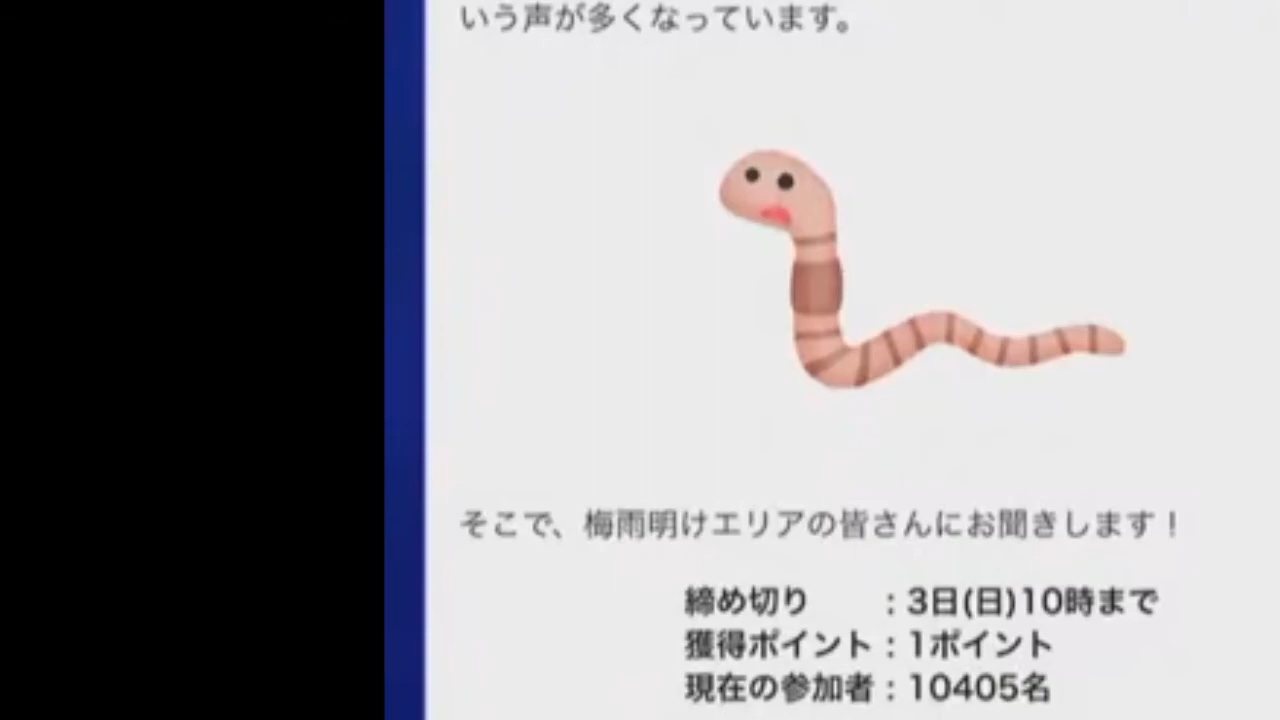 いう声が多くなっています。
そこで、梅雨明けエリアの皆さんにお聞きします！
締め切り　　：3日(日)10時まで
獲得ポイント：1ポイント
現在の参加者：10405名